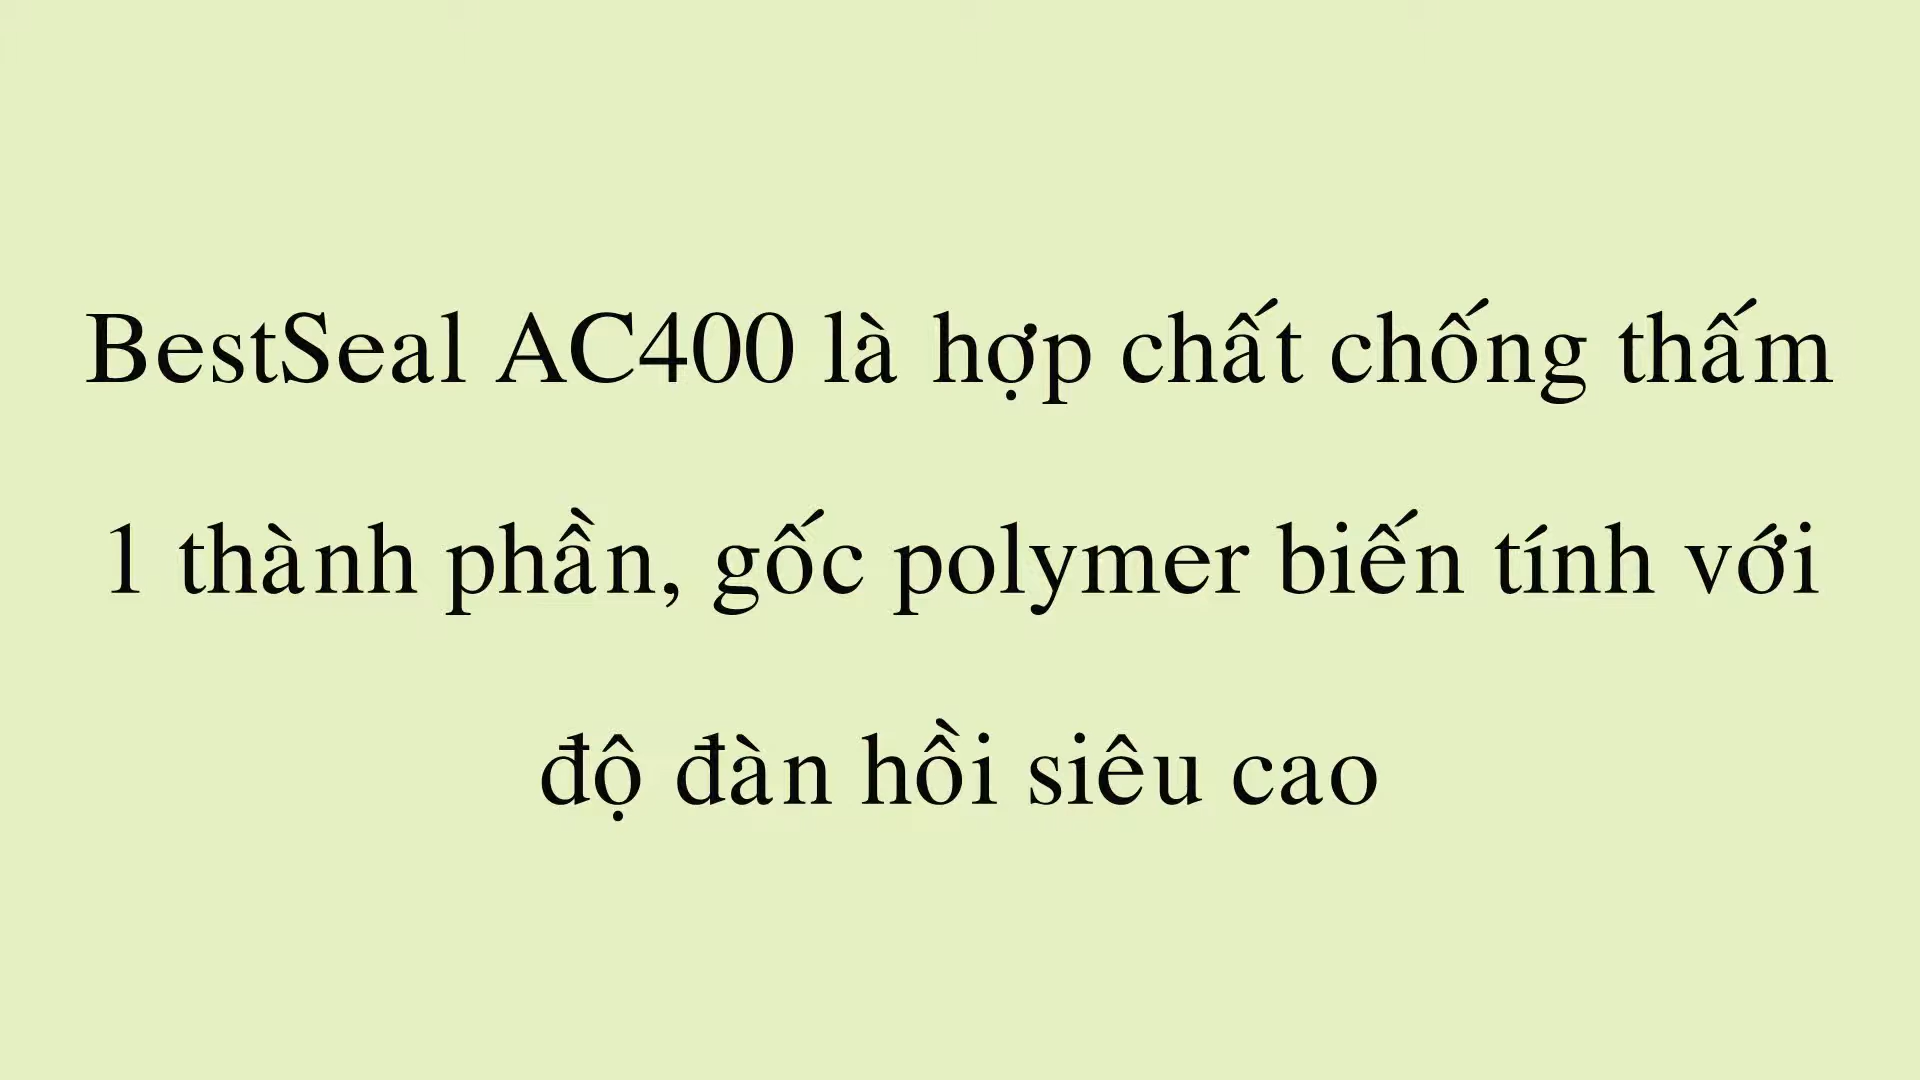 BestSeal AC400 là hợp chất chống thấm
1 thành phần, gốc polymer biến tính với
độ đàn hồi siêu cao